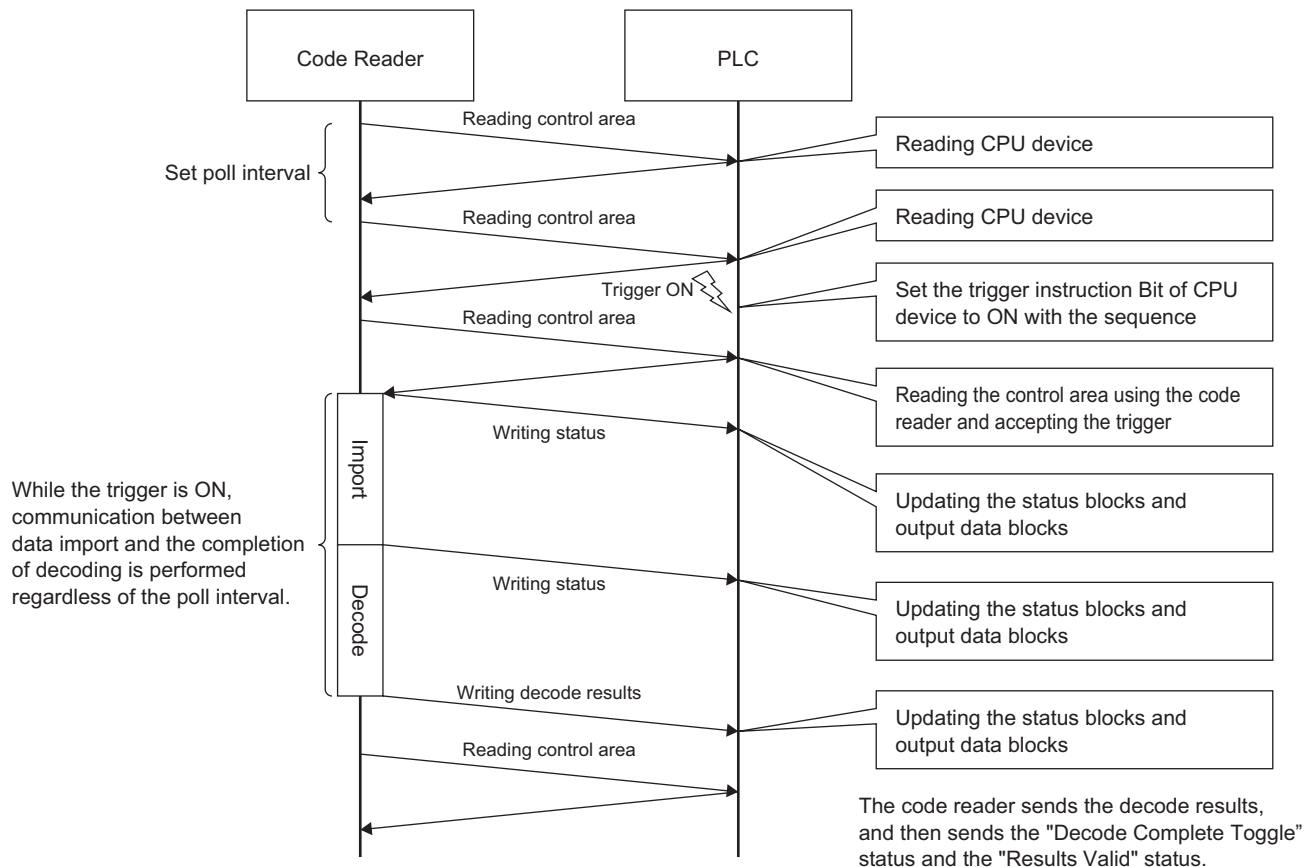 Code Reader
PLC
Reading control area
Reading CPU device
Set poll interval
Reading control area
Reading CPU device
Trigger ON
Set the trigger instruction Bit of CPU
device to ON with the sequence
Reading control area
Reading the control area using the code
reader and accepting the trigger
Writing status
Import
While the trigger is ON,
communication between
data import and the completion
of decoding is performed
regardless of the poll interval.
Updating the status blocks and
output data blocks
Writing status
Decode
Updating the status blocks and
output data blocks
Writing decode results
Updating the status blocks and
output data blocks
Reading control area
The code reader sends the decode results,
and then sends the "Decode Complete Toggle”
status and the "Results Valid" status.